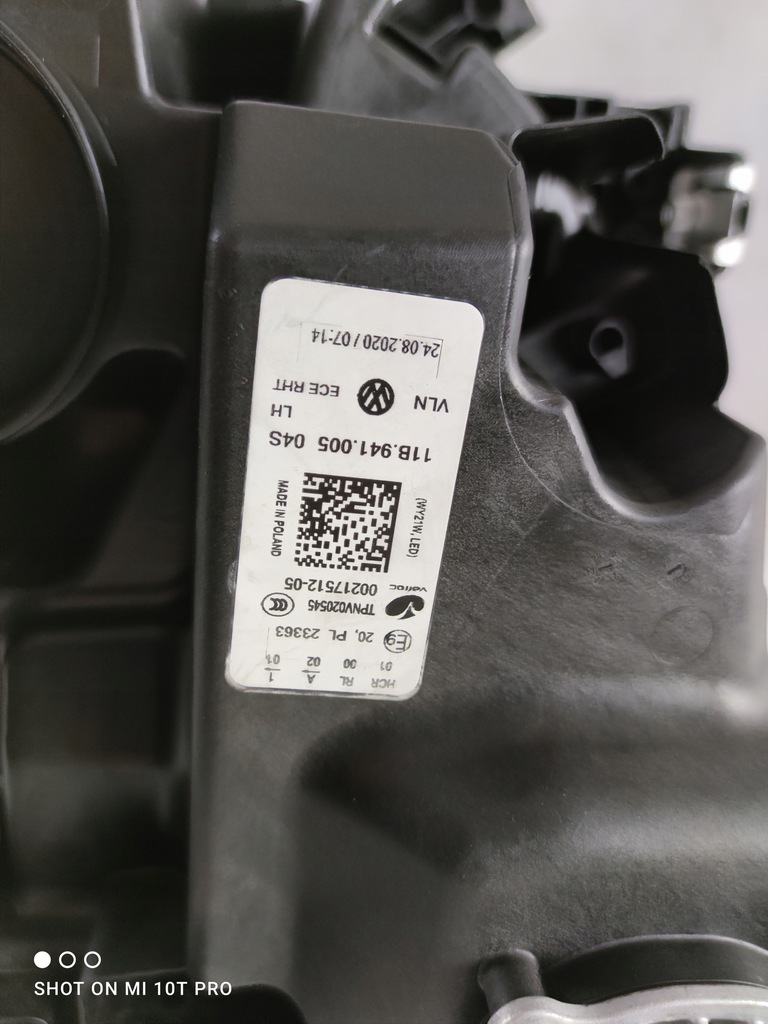 24.08.2020 / 07:14
VLN ECE RHT
LH
11B.941.005 04S
(WY21W, LED)
MADE IN POLAND
valeo
00217512-05
TPNV020545
CCC
E9 20, PL 23363
HCR RL A 1
01 00 02 01
SHOT ON MI 10T PRO